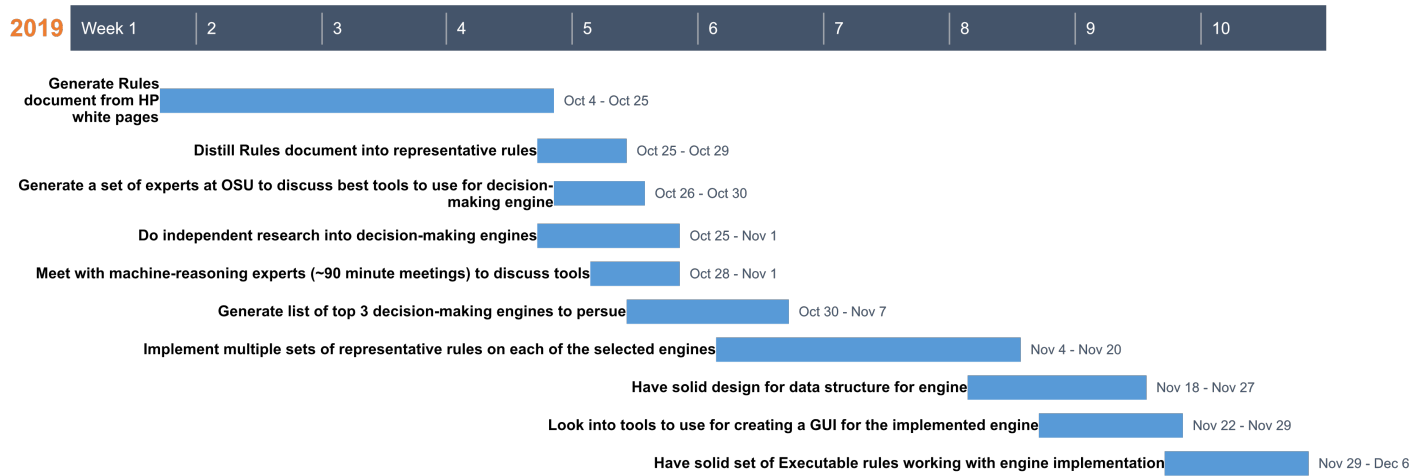 2019 Week 1 2 3 4 5 6 7 8 9 10
Generate Rules
document from HP
white pages
Oct 4 - Oct 25
Distill Rules document into representative rules Oct 25 - Oct 29
Generate a set of experts at OSU to discuss best tools to use for decision-
making engine
Oct 26 - Oct 30
Do independent research into decision-making engines Oct 25 - Nov 1
Meet with machine-reasoning experts (~90 minute meetings) to discuss tools Oct 28 - Nov 1
Generate list of top 3 decision-making engines to persue Oct 30 - Nov 7
Implement multiple sets of representative rules on each of the selected engines Nov 4 - Nov 20
Have solid design for data structure for engine Nov 18 - Nov 27
Look into tools to use for creating a GUI for the implemented engine Nov 22 - Nov 29
Have solid set of Executable rules working with engine implementation Nov 29 - Dec 6